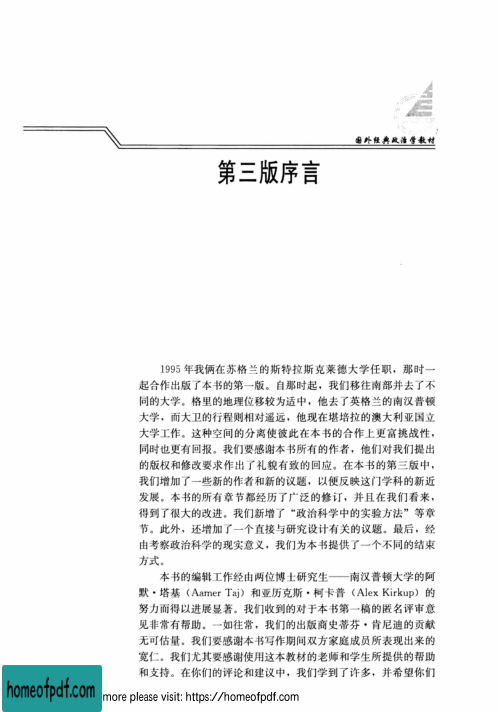 国外经典政治学教材
第三版序言
1995 年我俩在苏格兰的斯特拉斯克莱德大学任职，那时一
起合作出版了本书的第一版。自那时起，我们移往南部并去了不
同的大学。格里的地理位移较为适中，他去了英格兰的南汉普顿
大学，而大卫的行程则相对遥远，他现在堪培拉的澳大利亚国立
大学工作。这种空间的分离使彼此在本书的合作上更富挑战性，
同时也更有回报。我们要感谢本书所有的作者，他们对我们提出
的版权和修改要求作出了礼貌有致的回应。在本书的第三版中，
我们增加了一些新的作者和新的议题，以便反映这门学科的新近
发展。本书的所有章节都经历了广泛的修订，并且在我们看来，
得到了很大的改进。我们新增了“政治科学中的实验方法”等章
节。此外，还增加了一个直接与研究设计有关的议题。最后，经
由考察政治科学的现实意义，我们为本书提供了一个不同的结束
方式。
本书的编辑工作经由两位博士研究生——南汉普顿大学的阿
默·塔基（Aamer Taj）和亚历克斯·柯卡普（Alex Kirkup）的
努力而得以进展显著。我们收到的对于本书第一稿的匿名评审意
见非常有帮助。一如往常，我们的出版商史蒂芬·肯尼迪的贡献
无可估量。我们要感谢本书写作期间双方家庭成员所表现出来的
宽仁。我们尤其要感谢使用这本教材的老师和学生所提供的帮助
和支持。在你们的评论和建议中，我们学到了许多，并希望你们
homeofpdf.com
more please visit: https://homeofpdf.com